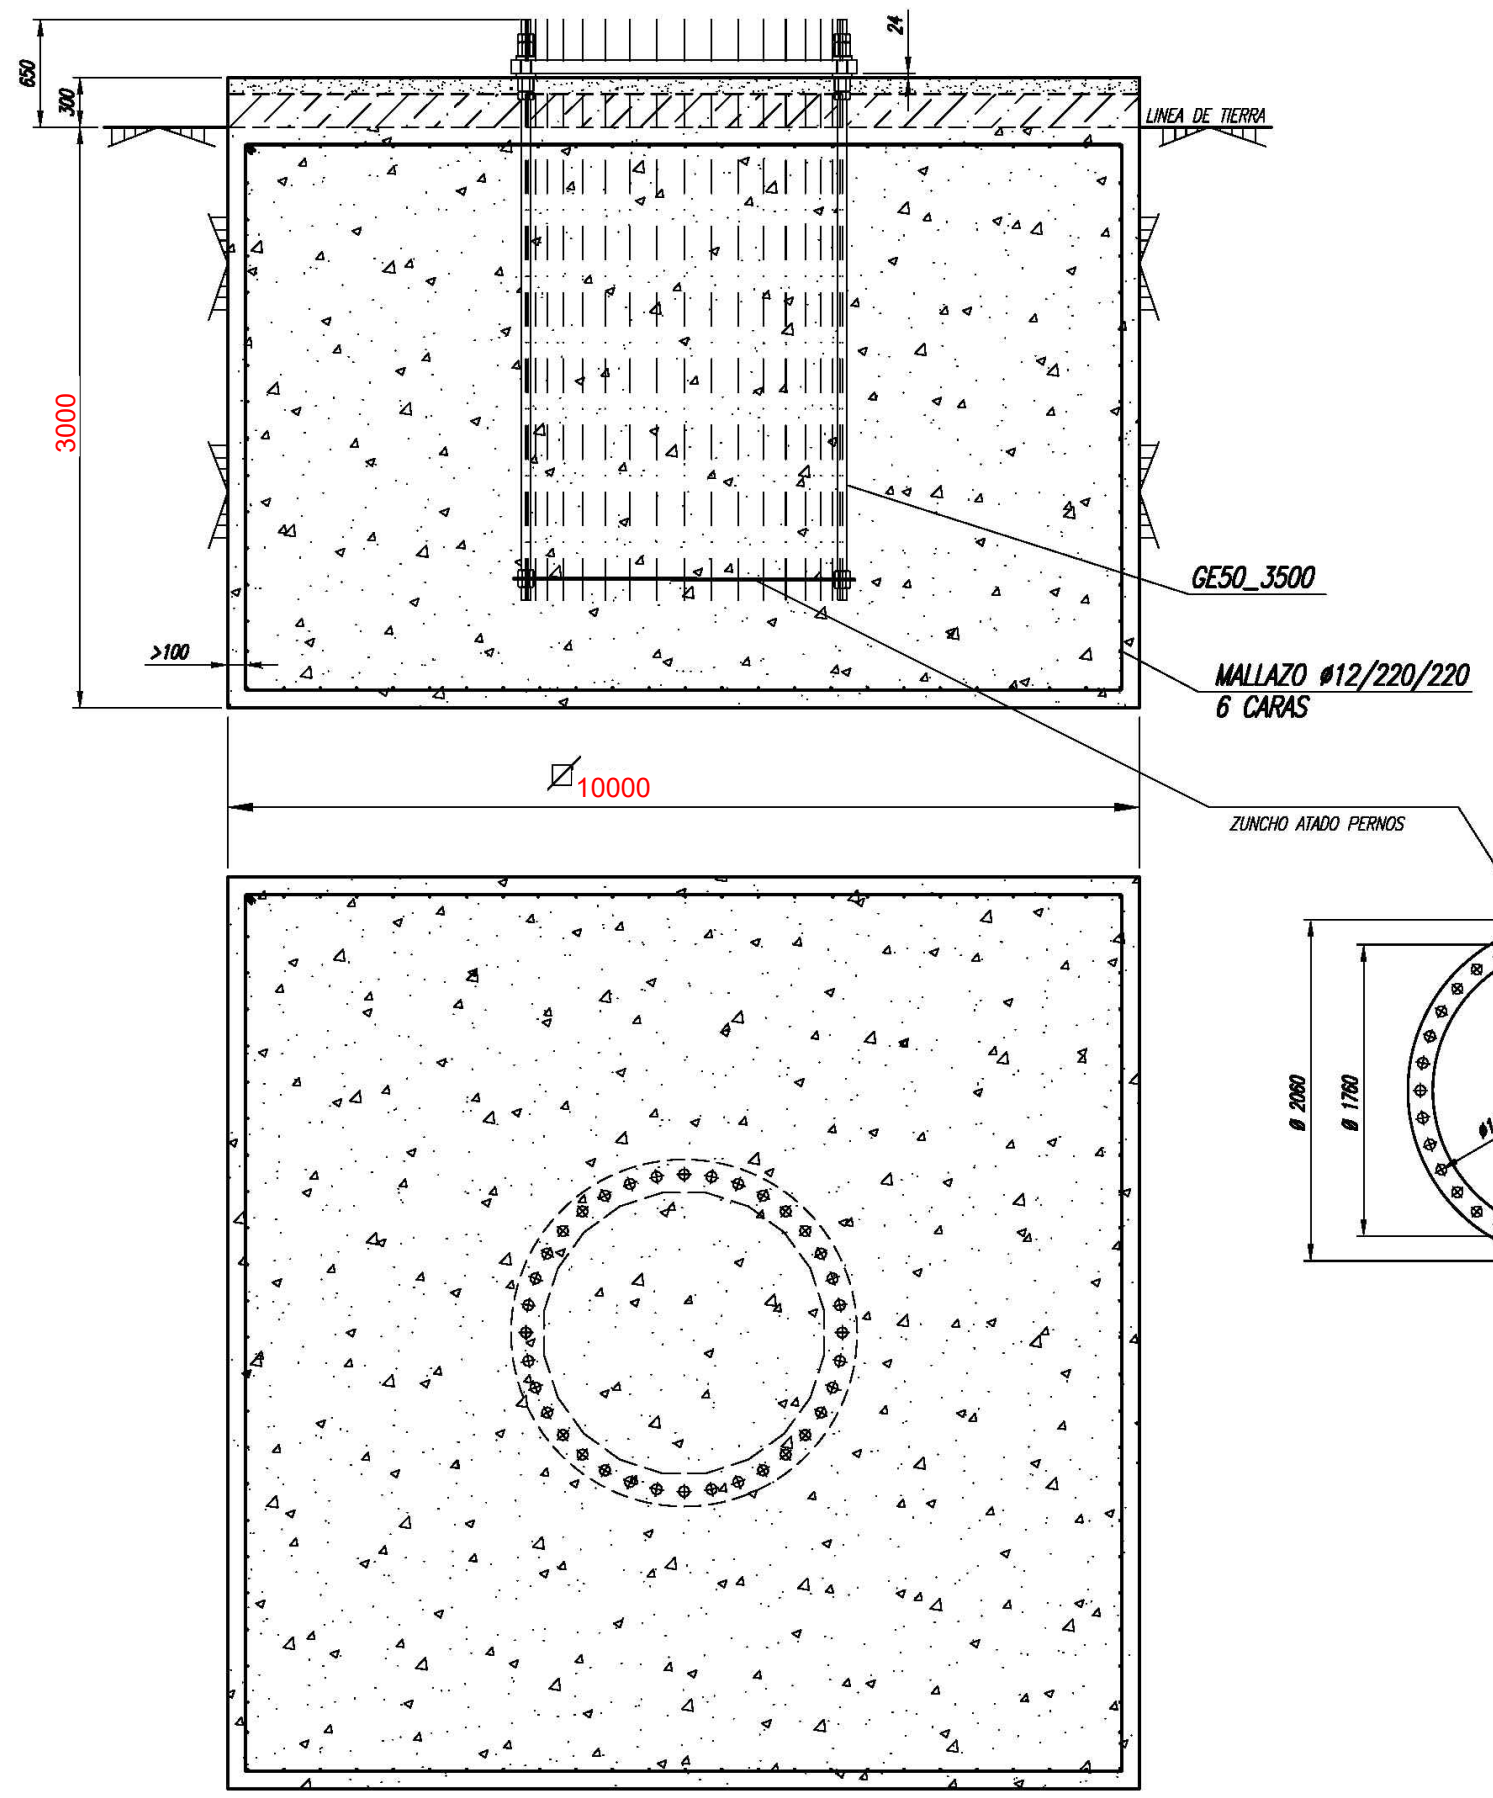 650
300
24
LINEA DE TIERRA
3000
GE50_3500
>100
MALLAZO ø12/220/220
6 CARAS
10000
ZUNCHO ATADO PERNOS
Ø 2060
Ø 1760